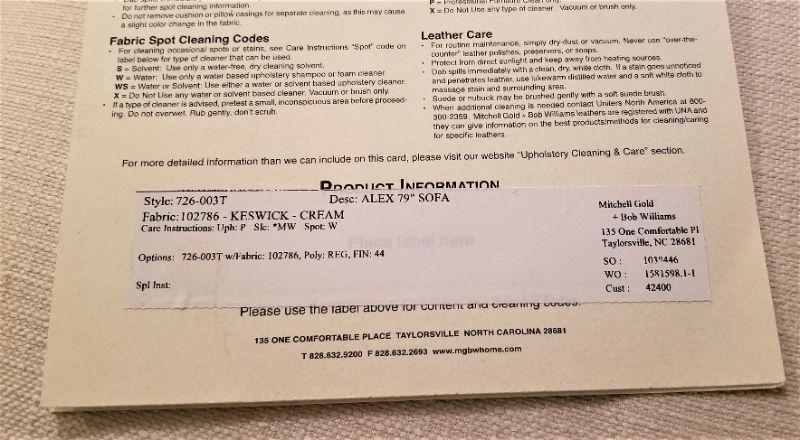 for further spot cleaning information.
• Do not remove cushion or pillow casings for separate cleaning, as this may cause
a slight color change in the fabric.
Fabric Spot Cleaning Codes
• For cleaning occasional spots or stains, see Care Instructions "Spot" code on
label below for type of cleaner that can be used.
S = Solvent: Use only a water-free, dry cleaning solvent.
W = Water: Use only a water based upholstery shampoo or foam cleaner.
WS = Water or Solvent: Use either a water or solvent based upholstery cleaner.
X = Do Not Use any water or solvent based cleaner. Vacuum or brush only.
• If a type of cleaner is advised, pretest a small, inconspicuous area before proceed-
ing. Do not overwet. Rub gently, don't scrub.
X = Do Not Use any type of cleaner. Vacuum or brush only.
Leather Care
• For routine maintenance, simply dry-dust or vacuum. Never use "over-the-
counter" leather polishes, preservers, or soaps.
• Protect from direct sunlight and keep away from heating sources.
• Dab spills immediately with a clean, dry, white cloth. If a stain goes unnoticed
and penetrates leather, use lukewarm distilled water and a soft white cloth to
massage stain and surrounding area.
• Suede or nubuck may be brushed gently with a soft suede brush.
• When additional cleaning is needed contact Uniters North America at 800-
300-2359. Mitchell Gold + Bob Williams leathers are registered with UNA and
they can give information on the best products/methods for cleaning/caring
for specific leathers.
For more detailed information than we can include on this card, please visit our website "Upholstery Cleaning & Care" section.
PRODUCT INFORMATION
Style: 726-003T Desc: ALEX 79" SOFA
Fabric: 102786 - KESWICK - CREAM
Care Instructions: Uph: P Slc: *MW Spot: W
Place label here
Options: 726-003T w/Fabric: 102786, Poly: REG, FIN: 44
Spl Inst:
Mitchell Gold
+ Bob Williams
135 One Comfortable Pl
Taylorsville, NC 28681
SO :
WO : 1581598.1-1
Cust : 42400
Please use the label above for content and cleaning codes.
135 ONE COMFORTABLE PLACE TAYLORSVILLE NORTH CAROLINA 28681
T 828.632.9200 F 828.632.2693 www.mgbwhome.com